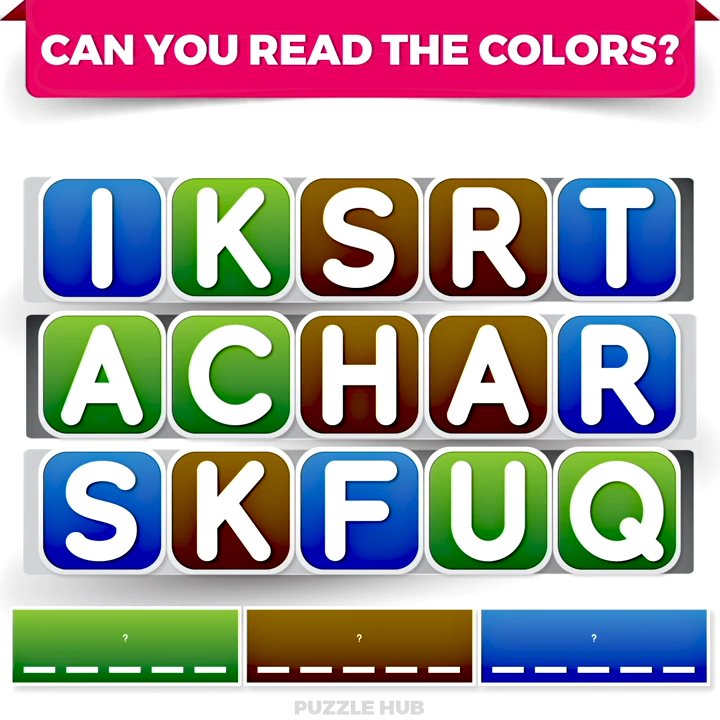 CAN YOU READ THE COLORS?
I K S R T
A C H A R
S K F U Q
? ? ?
PUZZLE HUB